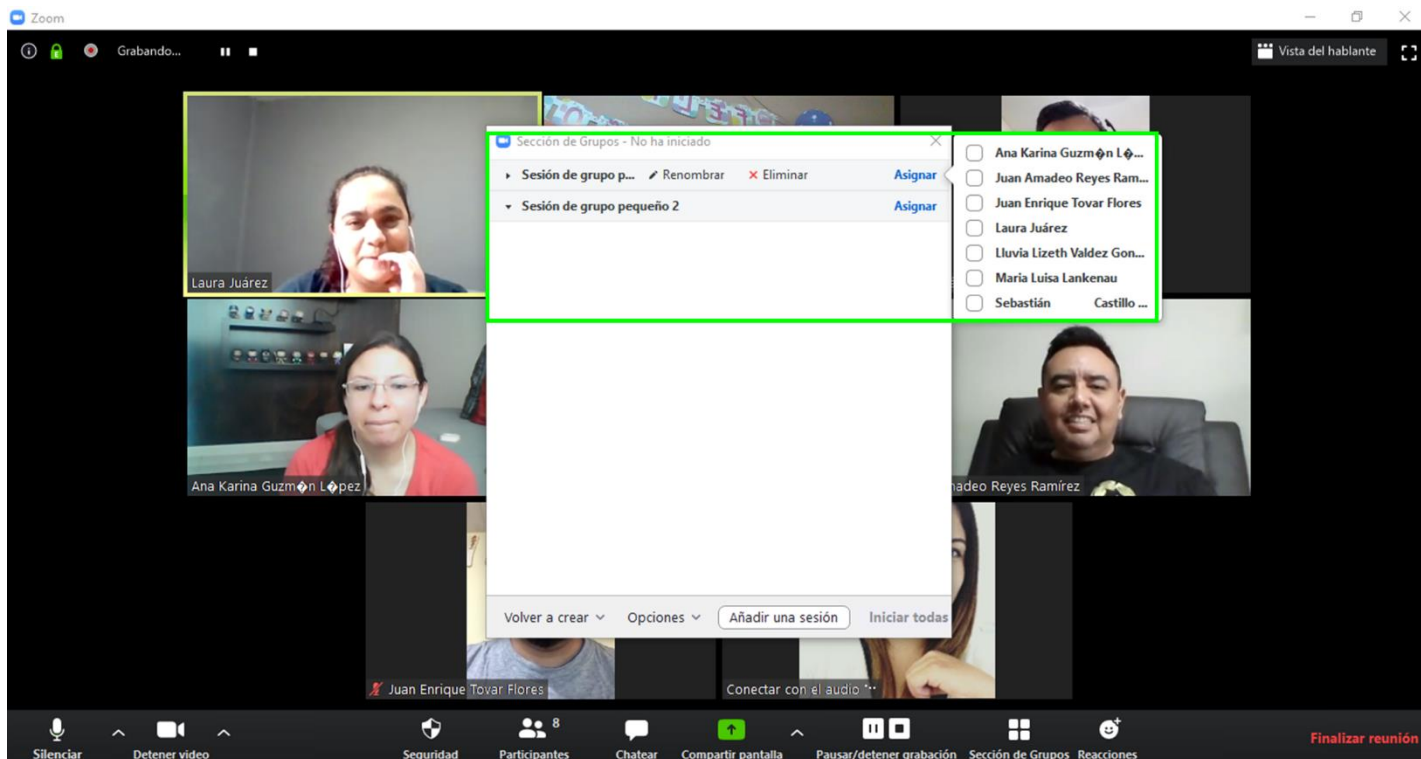 Zoom
Grabando...
Vista del hablante
Sección de Grupos - No ha iniciado
Sesión de grupo p... Renombrar Eliminar Asignar
Sesión de grupo pequeño 2 Asignar
Ana Karina Guzm�n L�...
Juan Amadeo Reyes Ram...
Juan Enrique Tovar Flores
Laura Juárez
Lluvia Lizeth Valdez Gon...
Maria Luisa Lankenau
Sebastián Castillo ...
Laura Juárez
Ana Karina Guzm�n L�pez
Reyes Ramírez
Volver a crear Opciones Añadir una sesión Iniciar todas
Juan Enrique Tovar Flores
Conectar con el audio ...
8
Silenciar Detener video Seguridad Participantes Chatear Compartir pantalla Pausar/detener grabación Sección de Grupos Reacciones Finalizar reunión